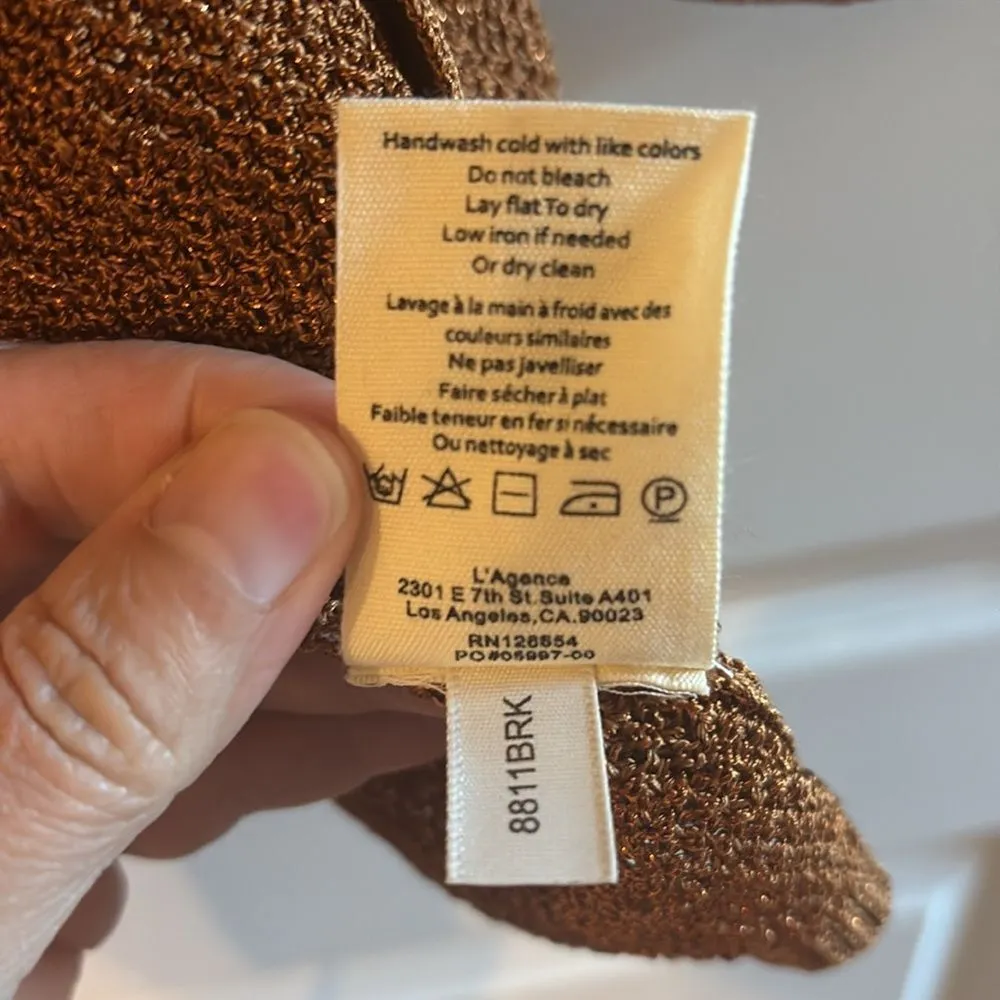 Handwash cold with like colors
Do not bleach
Lay flat To dry
Low iron if needed
Or dry clean
Lavage à la main à froid avec des
couleurs similaires
Ne pas javelliser
Faire sécher à plat
Faible teneur en fer si nécessaire
Ou nettoyage à sec
P
L'Agence
2301 E 7th St. Suite A401
Los Angeles, CA. 90023
RN128554
PO#05997-00
8811BRK